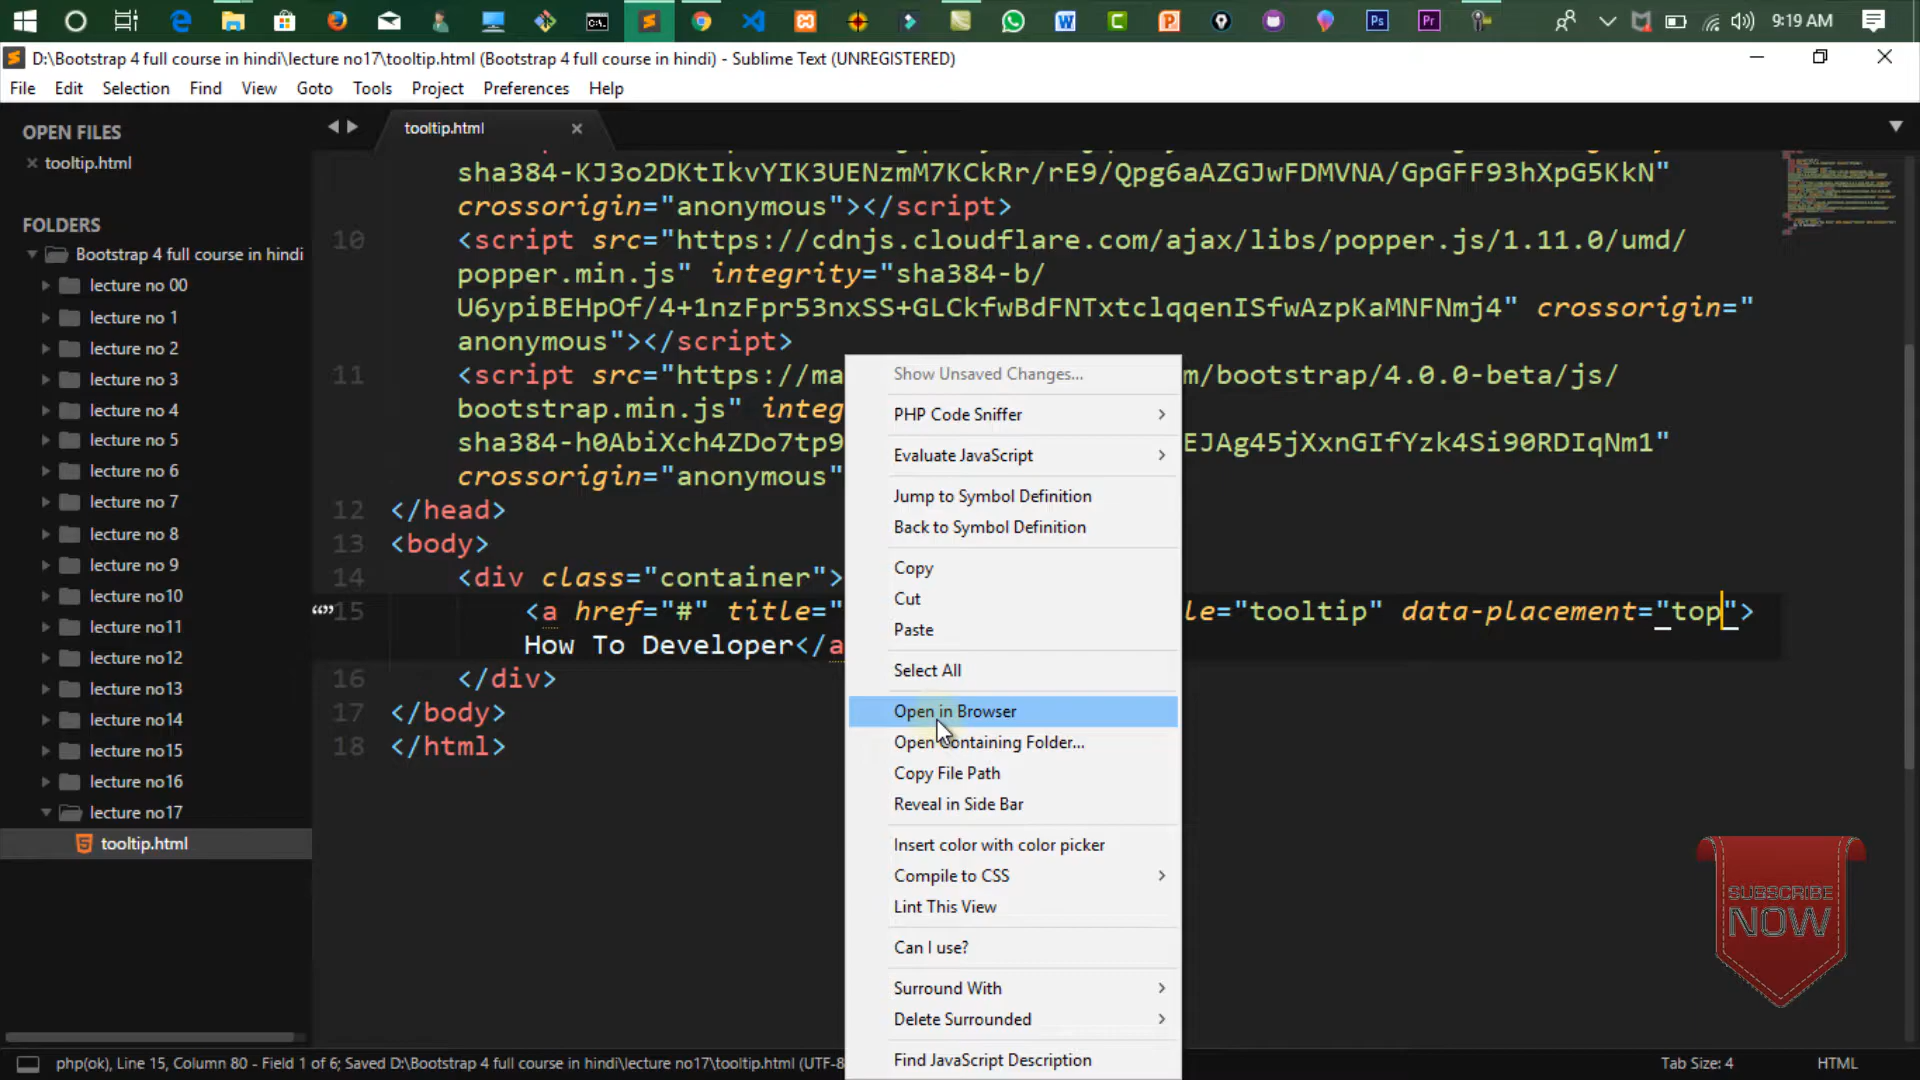 9:19 AM
D:\Bootstrap 4 full course in hindi\lecture no17\tooltip.html (Bootstrap 4 full course in hindi) - Sublime Text (UNREGISTERED)
File Edit Selection Find View Goto Tools Project Preferences Help
OPEN FILES
tooltip.html
FOLDERS
Bootstrap 4 full course in hindi
lecture no 00
lecture no 1
lecture no 2
lecture no 3
lecture no 4
lecture no 5
lecture no 6
lecture no 7
lecture no 8
lecture no 9
lecture no10
lecture no11
lecture no12
lecture no13
lecture no14
lecture no15
lecture no16
lecture no17
tooltip.html
tooltip.html
sha384-KJ3o2DKtIkvYIK3UENzmM7KCkRr/rE9/Qpg6aAZGJwFDMVNA/GpGFF93hXpG5KkN"
crossorigin="anonymous"></script>
10 <script src="https://cdnjs.cloudflare.com/ajax/libs/popper.js/1.11.0/umd/
popper.min.js" integrity="sha384-b/
U6ypiBEHpOf/4+1nzFpr53nxSS+GLCkfwBdFNTxtclqqenISfwAzpKaMNFNmj4" crossorigin="
anonymous"></script>
11 <script src="https://ma m/bootstrap/4.0.0-beta/js/
bootstrap.min.js" integ
sha384-h0AbiXch4ZDo7tp9 EJAg45jXxnGIfYzk4Si90RDIqNm1"
crossorigin="anonymous"
12 </head>
13 <body>
14 <div class="container">
15 <a href="#" title=" le="tooltip" data-placement="top">
How To Developer</a
16 </div>
17 </body>
18 </html>
Show Unsaved Changes...
PHP Code Sniffer
Evaluate JavaScript
Jump to Symbol Definition
Back to Symbol Definition
Copy
Cut
Paste
Select All
Open in Browser
Open Containing Folder...
Copy File Path
Reveal in Side Bar
Insert color with color picker
Compile to CSS
Lint This View
Can I use?
Surround With
Delete Surrounded
Find JavaScript Description
SUBSCRIBE
NOW
php(ok), Line 15, Column 80 - Field 1 of 6; Saved D:\Bootstrap 4 full course in hindi\lecture no17\tooltip.html (UTF-8 Tab Size: 4 HTML